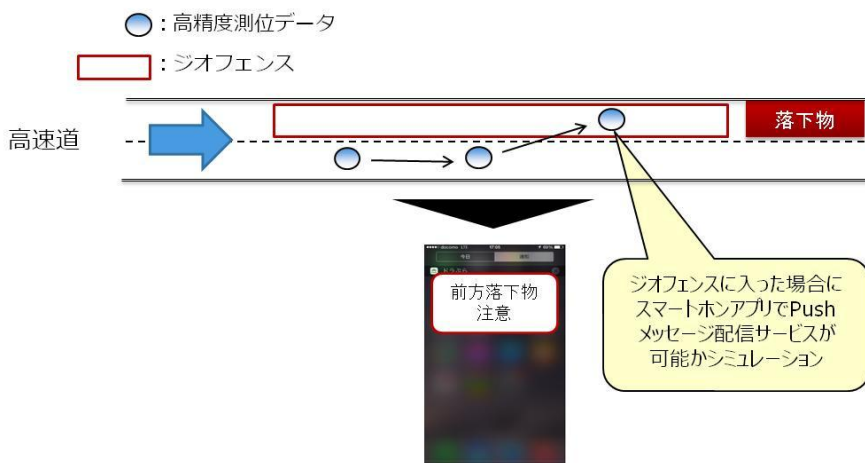 ：高精度測位データ
：ジオフェンス
高速道
落下物
ジオフェンスに入った場合に
スマートホンアプリでPush
メッセージ配信サービスが
可能かシミュレーション
今日
前方落下物
注意